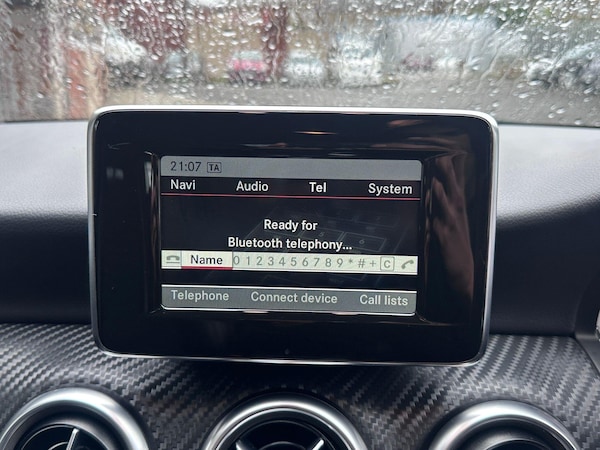 21:07 TA
Navi Audio Tel System
Ready for
Bluetooth telephony...
Name 0 1 2 3 4 5 6 7 8 9 * # + C
Telephone Connect device Call lists